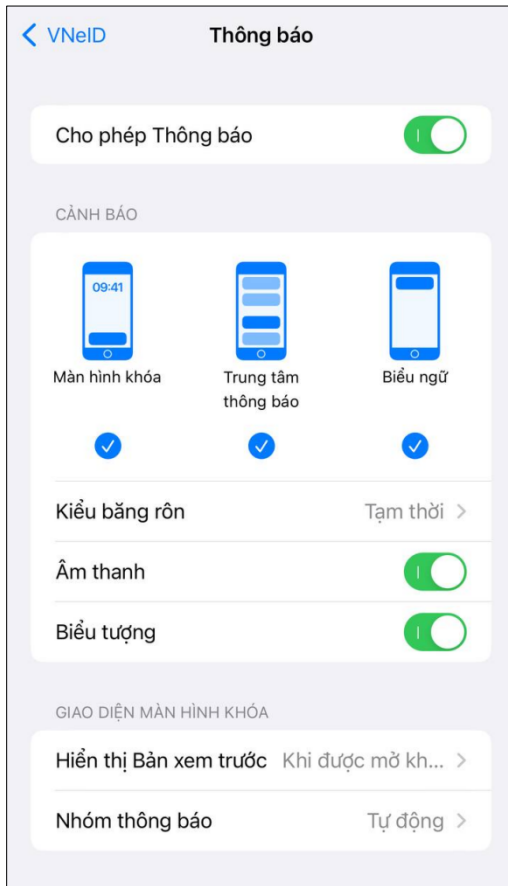 VNeID
Thông báo
Cho phép Thông báo
CẢNH BÁO
09:41
Màn hình khóa
Trung tâm
thông báo
Biểu ngữ
Kiểu băng rôn Tạm thời
Âm thanh
Biểu tượng
GIAO DIỆN MÀN HÌNH KHÓA
Hiển thị Bản xem trước Khi được mở kh...
Nhóm thông báo Tự động